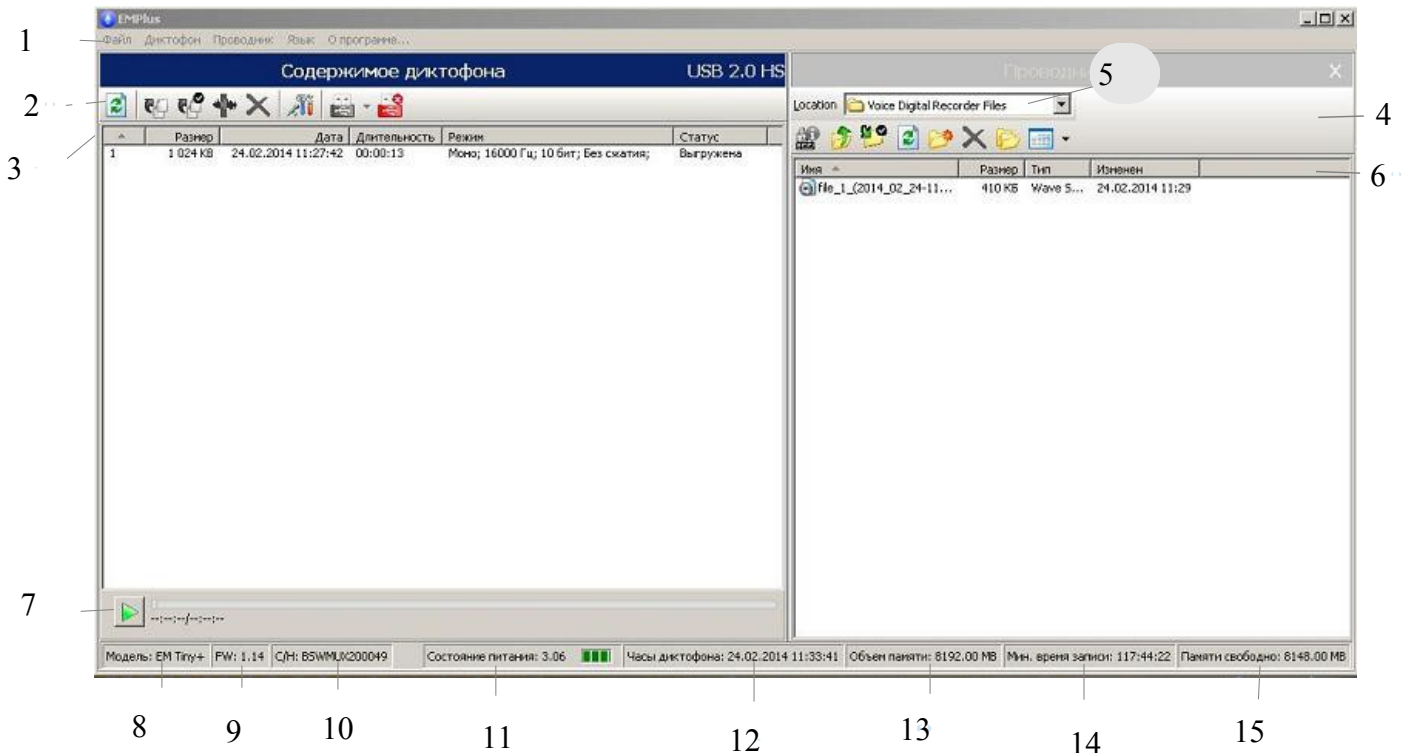 EMPlus
1
Файл Диктофон Проводник Язык О программе...
Содержимое диктофона USB 2.0 HS
5
X
2
Location Voice Digital Recorder Files
4
3
Размер Дата Длительность Режим Статус
1 1 024 KB 24.02.2014 11:27:42 00:00:13 Моно; 16000 Гц; 10 бит; Без сжатия; Выгружена
Имя Размер Тип Изменен
6
file_1_(2014_02_24-11... 410 КБ Wave S... 24.02.2014 11:29
7
--:--:--/--:--:--
Модель: EM Tiny+ FW: 1.14 С/Н: B5WMUX200049 Состояние питания: 3.06 Часы диктофона: 24.02.2014 11:33:41 Объем памяти: 8192.00 MB Мин. время записи: 117:44:22 Памяти свободно: 8148.00 MB
8 9 10 11 12 13 14 15